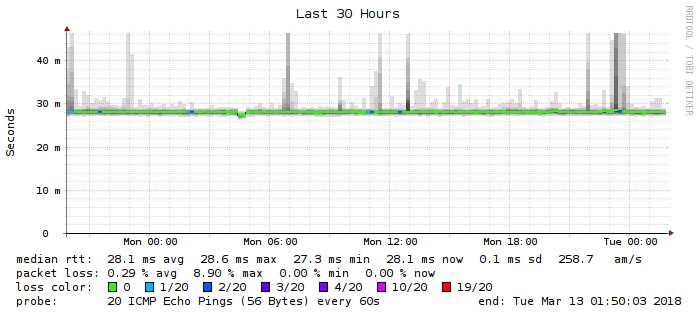 Last 30 Hours
RRDTOOL / TOBI OETIKER
Seconds
40 m
30 m
20 m
10 m
0
Mon 00:00 Mon 06:00 Mon 12:00 Mon 18:00 Tue 00:00
median rtt: 28.1 ms avg 28.6 ms max 27.3 ms min 28.1 ms now 0.1 ms sd 258.7 am/s
packet loss: 0.29 % avg 8.90 % max 0.00 % min 0.00 % now
loss color: 0 1/20 2/20 3/20 4/20 10/20 19/20
probe: 20 ICMP Echo Pings (56 Bytes) every 60s end: Tue Mar 13 01:50:03 2018